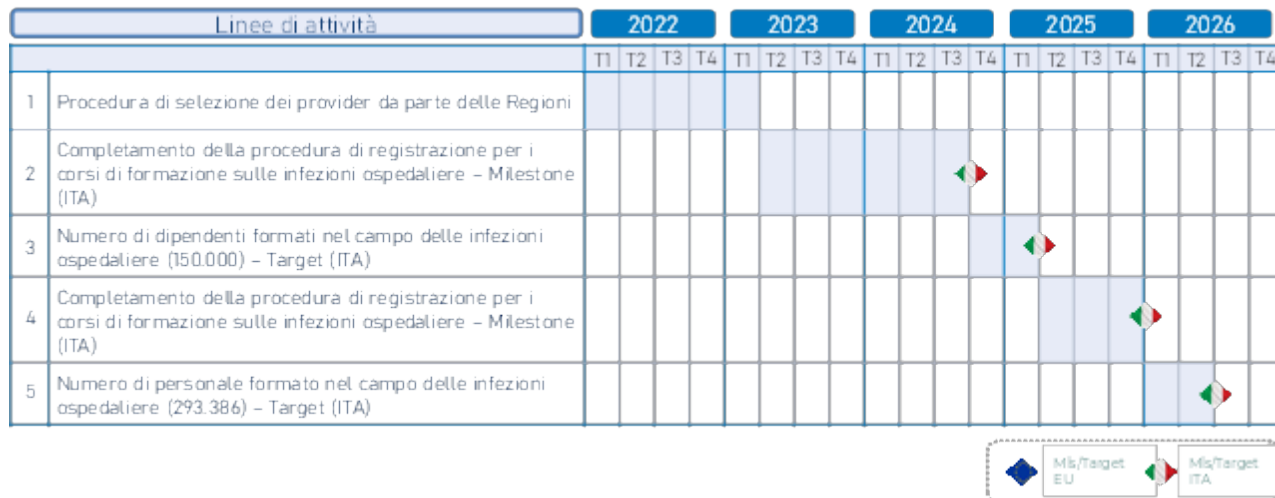 Linee di attività 2022 2023 2024 2025 2026
T1 T2 T3 T4 T1 T2 T3 T4 T1 T2 T3 T4 T1 T2 T3 T4 T1 T2 T3 T4
1 Procedura di selezione dei provider da parte delle Regioni
Completamento della procedura di registrazione per i
2 corsi di formazione sulle infezioni ospedaliere – Milestone
(ITA)
3 Numero di dipendenti formati nel campo delle infezioni
ospedaliere (150.000) – Target (ITA)
Completamento della procedura di registrazione per i
4 corsi di formazione sulle infezioni ospedaliere – Milestone
(ITA)
5 Numero di personale formato nel campo delle infezioni
ospedaliere (293.386) – Target (ITA)
Mls/Target Mls/Target
EU ITA